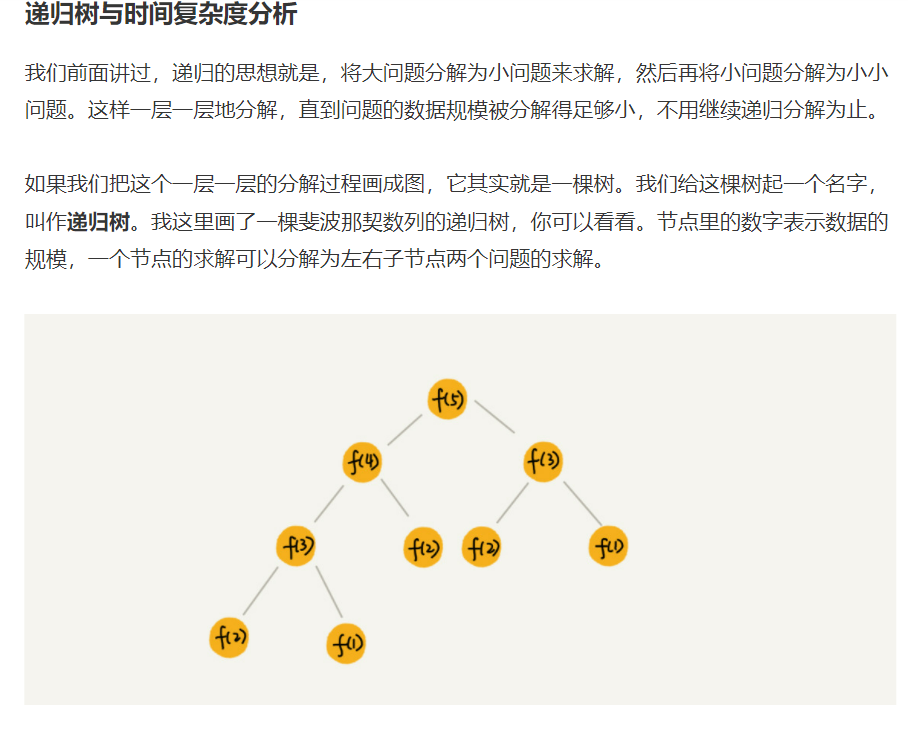 递归树与时间复杂度分析
我们前面讲过，递归的思想就是，将大问题分解为小问题来求解，然后再将小问题分解为小小
问题。这样一层一层地分解，直到问题的数据规模被分解得足够小，不用继续递归分解为止。
如果我们把这个一层一层的分解过程画成图，它其实就是一棵树。我们给这棵树起一个名字，
叫作递归树。我这里画了一棵斐波那契数列的递归树，你可以看看。节点里的数字表示数据的
规模，一个节点的求解可以分解为左右子节点两个问题的求解。
f(5)
f(4)
f(3)
f(3)
f(2)
f(2)
f(1)
f(2)
f(1)